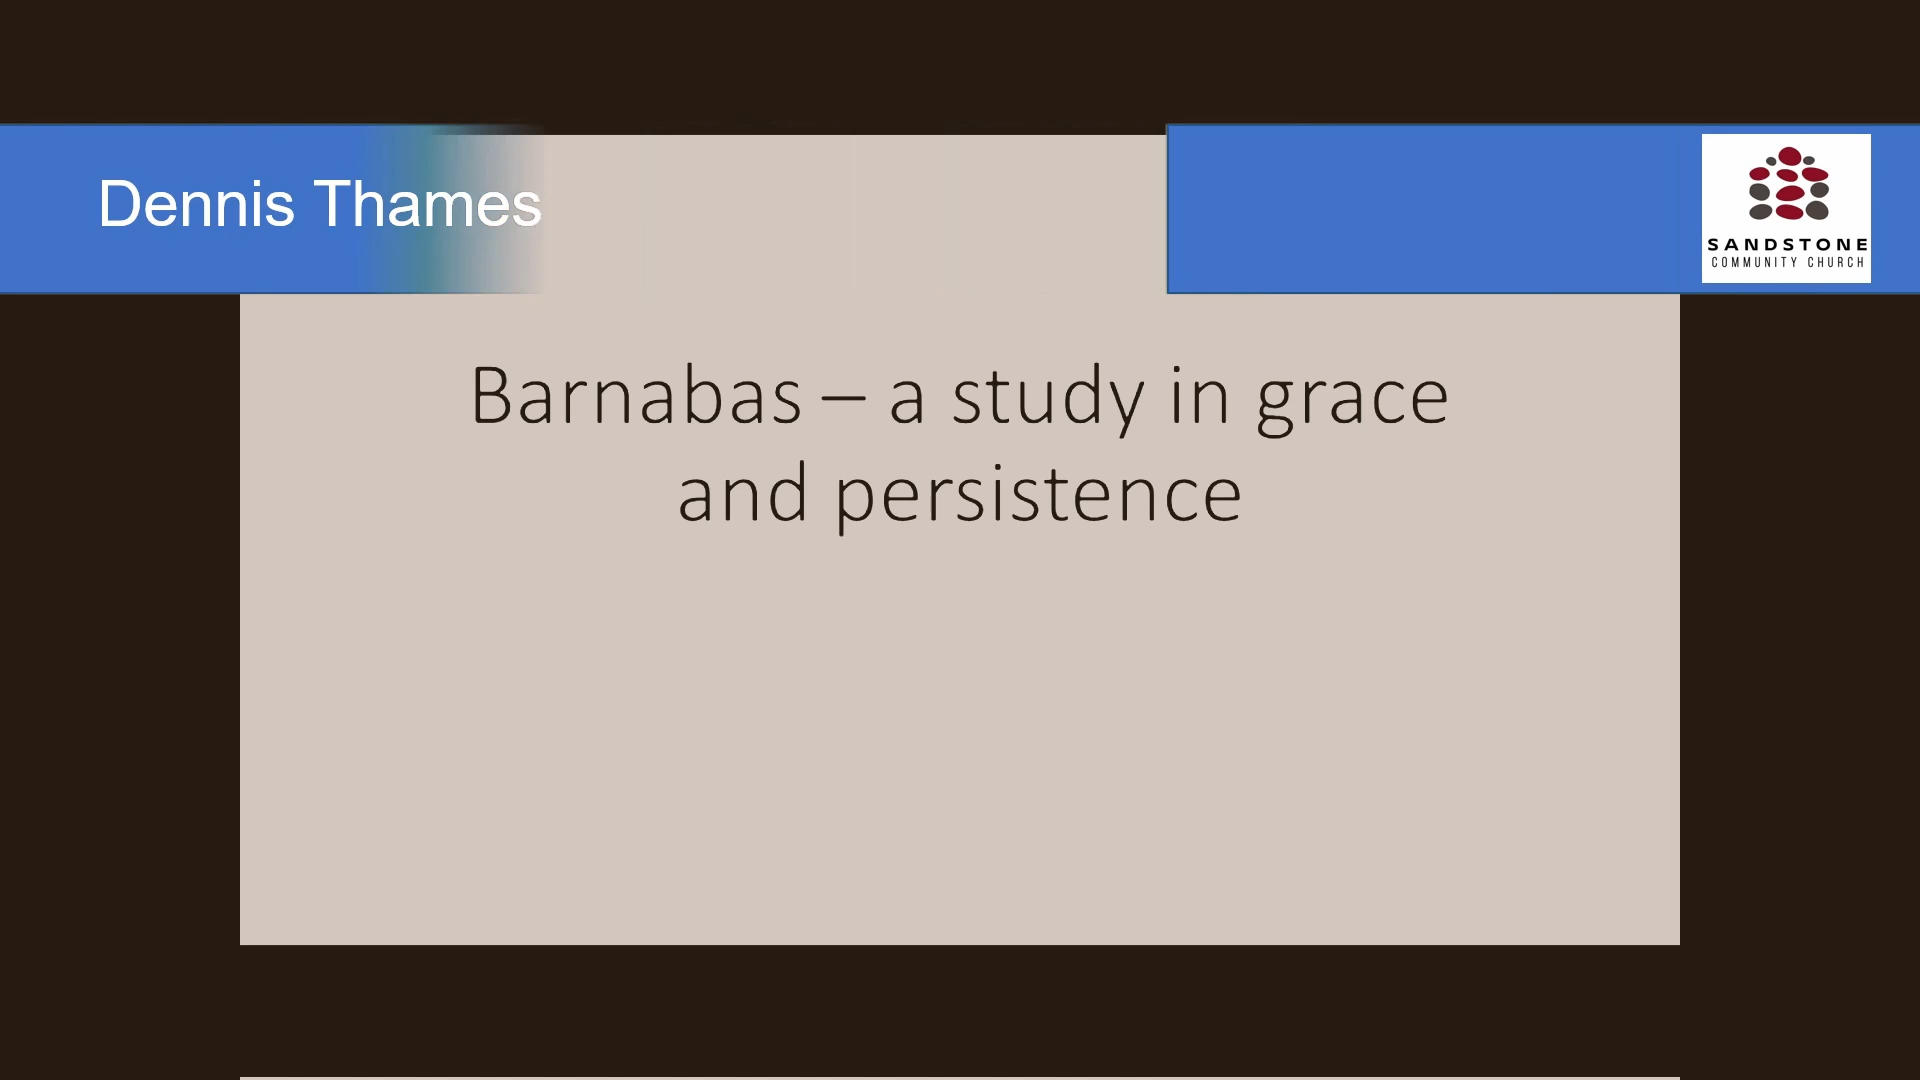 Dennis Thames
SANDSTONE
COMMUNITY CHURCH
Barnabas – a study in grace
and persistence